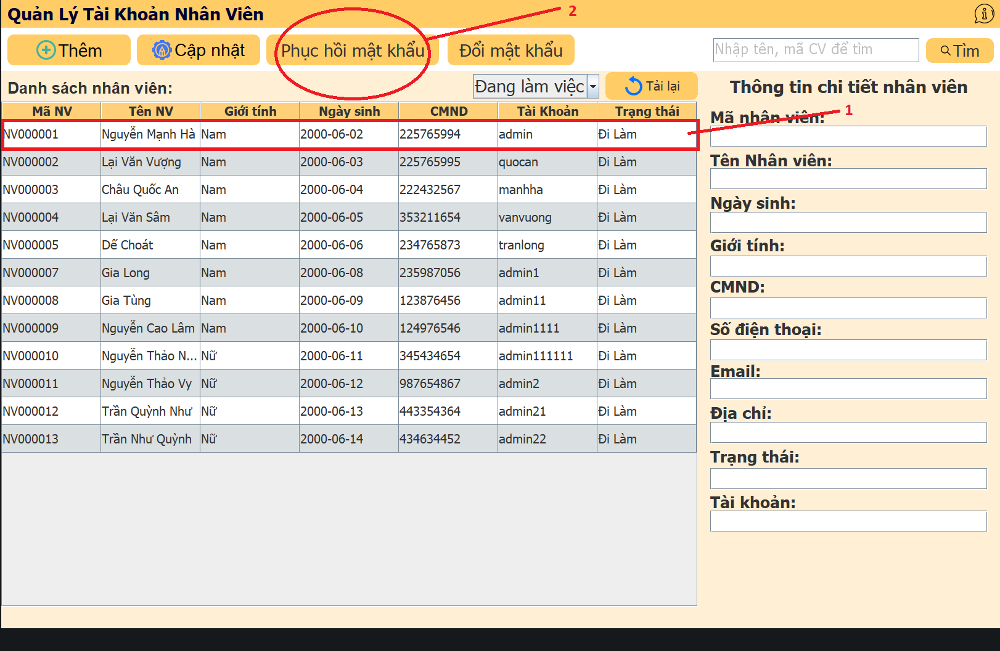 Quản Lý Tài Khoản Nhân Viên
2
Thêm Cập nhật Phục hồi mật khẩu Đổi mật khẩu Nhập tên, mã CV để tìm Tìm
Danh sách nhân viên: Đang làm việc Tải lại
Mã NV Tên NV Giới tính Ngày sinh CMND Tài Khoản Trạng thái
NV000001 Nguyễn Mạnh Hà Nam 2000-06-02 225765994 admin Đi Làm
NV000002 Lại Văn Vượng Nam 2000-06-03 225765995 quocan Đi Làm
NV000003 Châu Quốc An Nam 2000-06-04 222432567 manhha Đi Làm
NV000004 Lại Văn Sâm Nam 2000-06-05 353211654 vanvuong Đi Làm
NV000005 Dế Choát Nam 2000-06-06 234765873 tranlong Đi Làm
NV000007 Gia Long Nam 2000-06-08 235987056 admin1 Đi Làm
NV000008 Gia Tùng Nam 2000-06-09 123876456 admin11 Đi Làm
NV000009 Nguyễn Cao Lâm Nam 2000-06-10 124976546 admin1111 Đi Làm
NV000010 Nguyễn Thảo N... Nữ 2000-06-11 345434654 admin111111 Đi Làm
NV000011 Nguyễn Thảo Vy Nữ 2000-06-12 987654867 admin2 Đi Làm
NV000012 Trần Quỳnh Như Nữ 2000-06-13 443354364 admin21 Đi Làm
NV000013 Trần Như Quỳnh Nữ 2000-06-14 434634452 admin22 Đi Làm
Thông tin chi tiết nhân viên
1
Mã nhân viên:
Tên Nhân viên:
Ngày sinh:
Giới tính:
CMND:
Số điện thoại:
Email:
Địa chỉ:
Trạng thái:
Tài khoản: